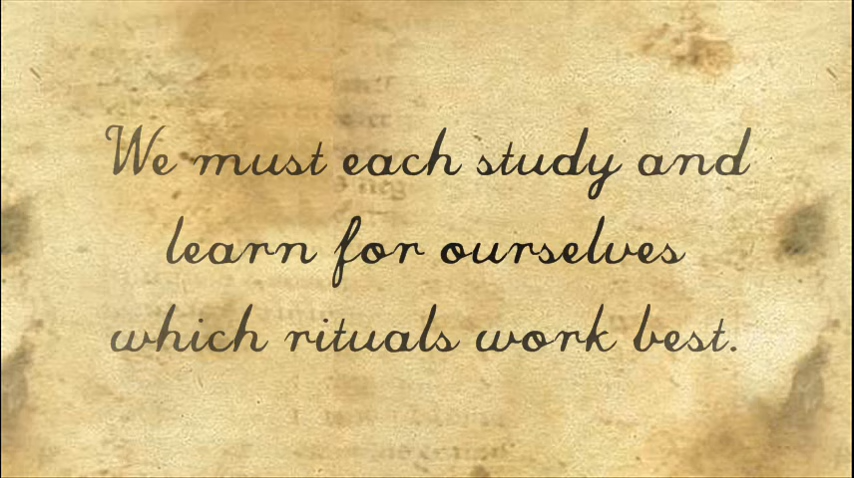 We must each study and
learn for ourselves
which rituals work best.